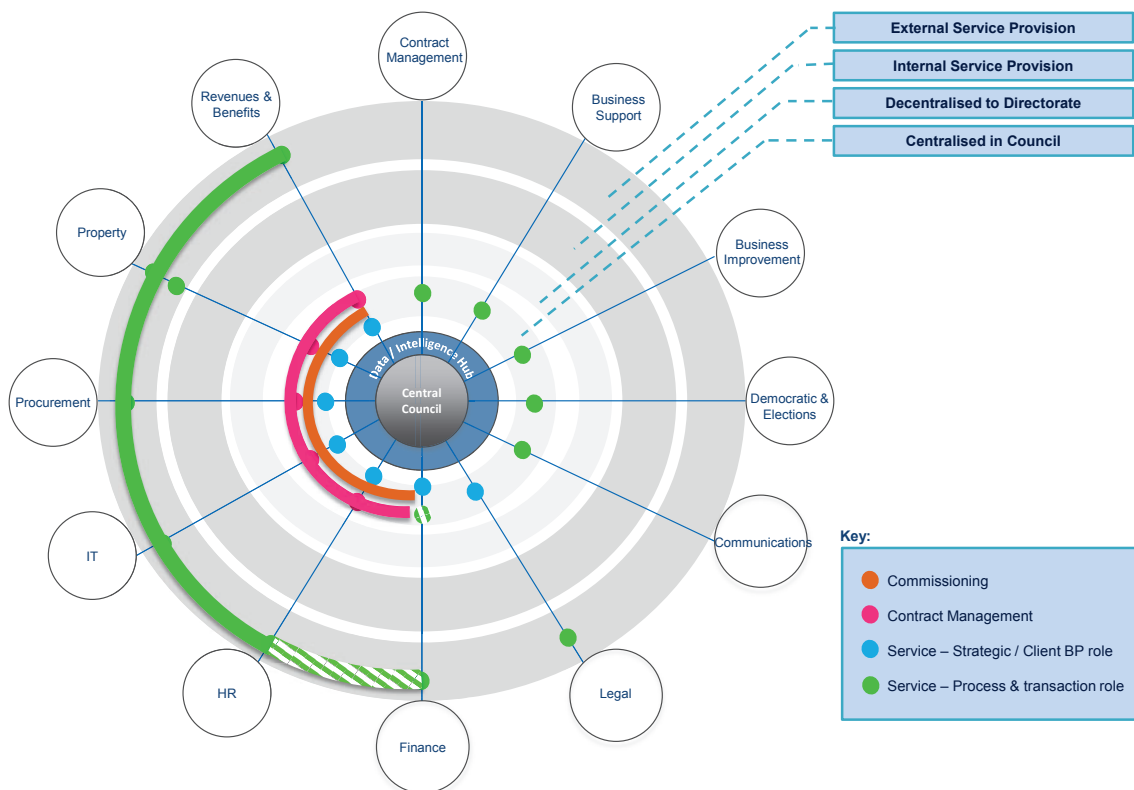 External Service Provision
Internal Service Provision
Decentralised to Directorate
Centralised in Council
Contract
Management
Revenues &
Benefits
Business
Support
Property
Business
Improvement
Data / Intelligence Hub
Central
Council
Procurement
Democratic &
Elections
IT
Communications
HR
Legal
Finance
Key:
Commissioning
Contract Management
Service – Strategic / Client BP role
Service – Process & transaction role